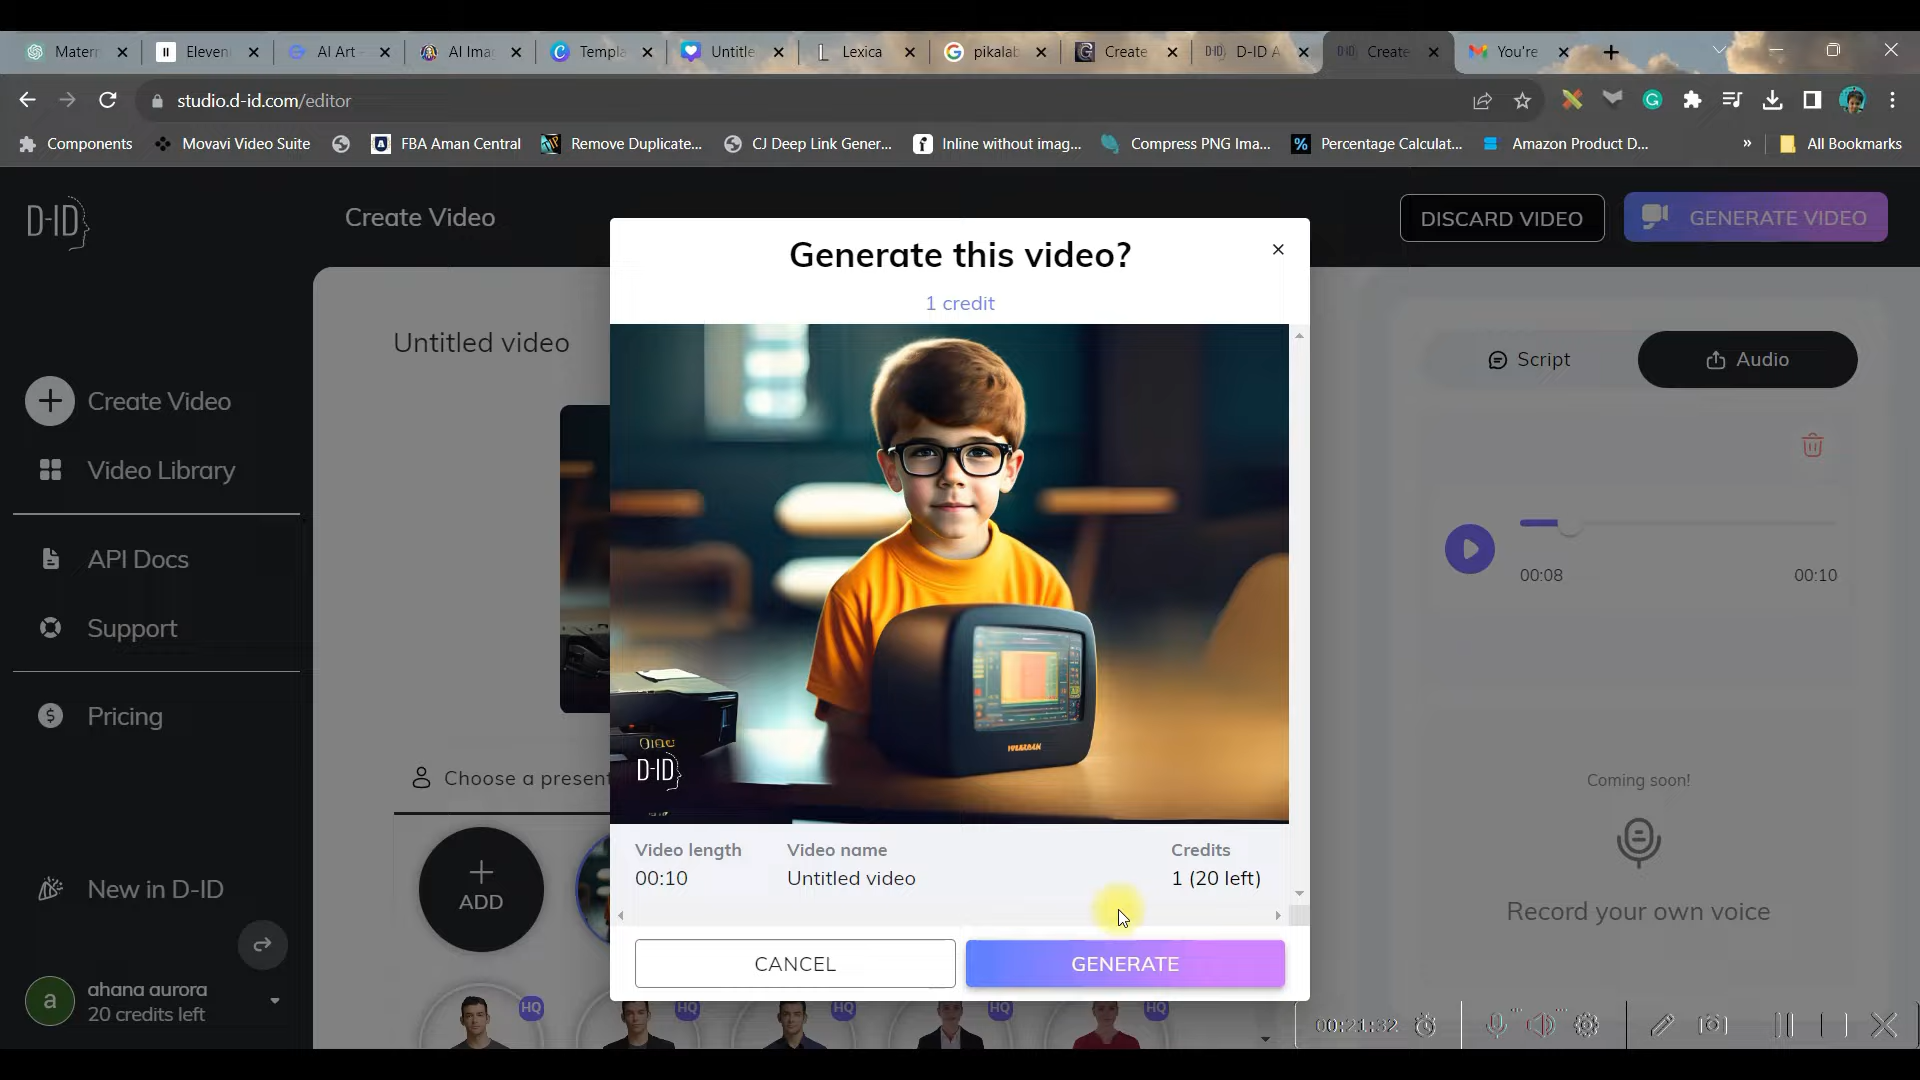 Matern
Eleven
AI Art
AI Imag
Templa
Untitle
Lexica
pikalab
Create
D-ID A
Create
You're
studio.d-id.com/editor
Components
Movavi Video Suite
FBA Aman Central
Remove Duplicate...
CJ Deep Link Gener...
Inline without imag...
Compress PNG Ima...
Percentage Calculat...
Amazon Product D...
»
All Bookmarks
D-ID
Create Video
DISCARD VIDEO
GENERATE VIDEO
Generate this video?
1 credit
Untitled video
Script
Audio
Create Video
Video Library
API Docs
Support
Pricing
00:08
00:10
D-ID
Choose a present
Coming soon!
Video length
Video name
Credits
00:10
Untitled video
1 (20 left)
ADD
New in D-ID
Record your own voice
CANCEL
GENERATE
a
ahana aurora
20 credits left
HQ
HQ
HQ
HQ
HQ
00:21:32